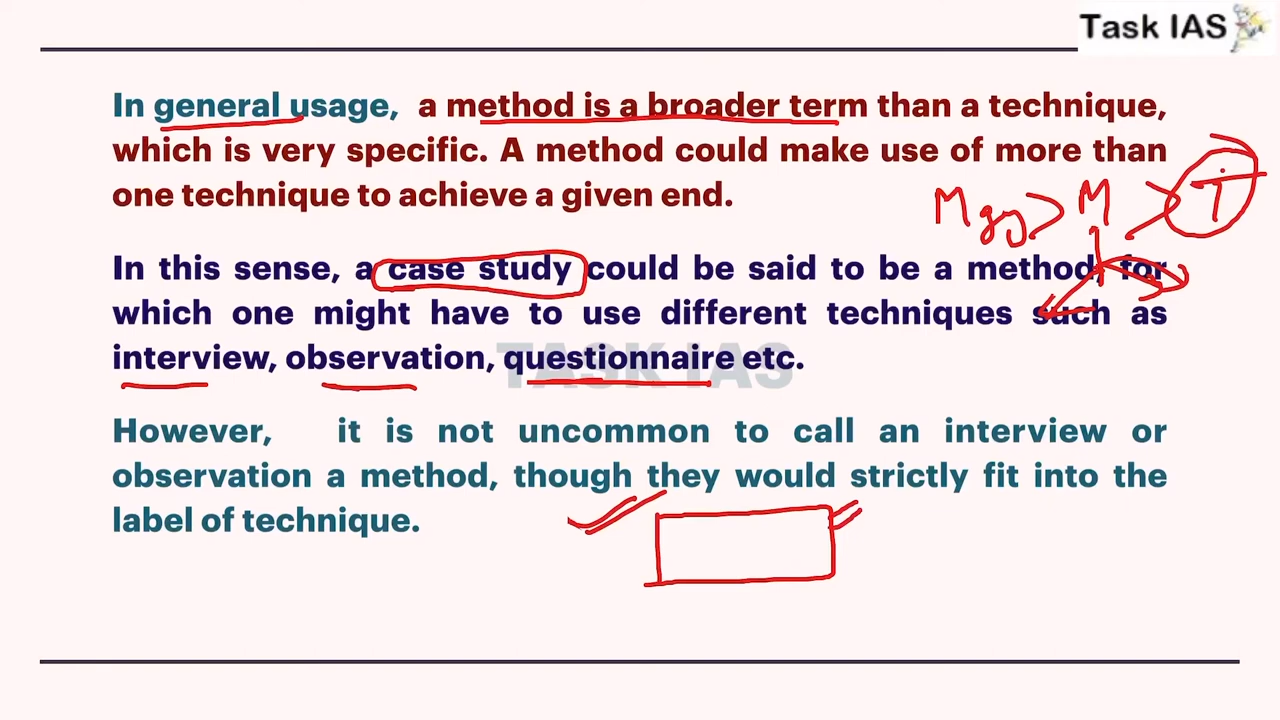 Task IAS
In general usage, a method is a broader term than a technique,
which is very specific. A method could make use of more than
one technique to achieve a given end.
Mgy > M > T
In this sense, a case study could be said to be a method, for
which one might have to use different techniques such as
interview, observation, questionnaire etc.
TASK IAS
However, it is not uncommon to call an interview or
observation a method, though they would strictly fit into the
label of technique.